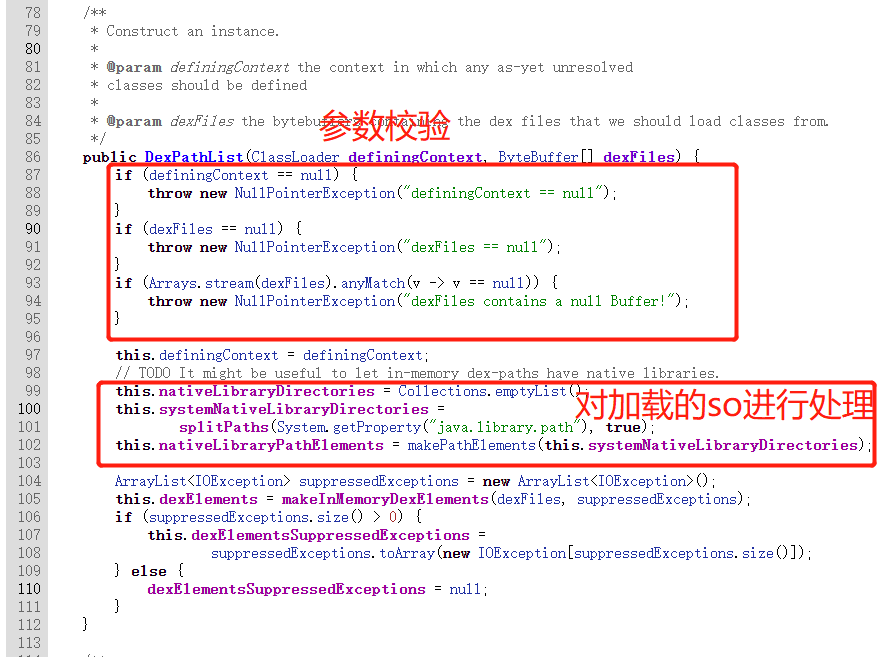 78 /**
79 * Construct an instance.
80 *
81 * @param definingContext the context in which any as-yet unresolved
82 * classes should be defined
83 *
84 * @param dexFiles the bytebuffers containing the dex files that we should load classes from.
参数校验
85 */
86 public DexPathList(ClassLoader definingContext, ByteBuffer[] dexFiles) {
87 if (definingContext == null) {
88 throw new NullPointerException("definingContext == null");
89 }
90 if (dexFiles == null) {
91 throw new NullPointerException("dexFiles == null");
92 }
93 if (Arrays.stream(dexFiles).anyMatch(v -> v == null)) {
94 throw new NullPointerException("dexFiles contains a null Buffer!");
95 }
96
97 this.definingContext = definingContext;
98 // TODO It might be useful to let in-memory dex-paths have native libraries.
99 this.nativeLibraryDirectories = Collections.emptyList();
对加载的so进行处理
100 this.systemNativeLibraryDirectories =
101 splitPaths(System.getProperty("java.library.path"), true);
102 this.nativeLibraryPathElements = makePathElements(this.systemNativeLibraryDirectories);
103
104 ArrayList<IOException> suppressedExceptions = new ArrayList<IOException>();
105 this.dexElements = makeInMemoryDexElements(dexFiles, suppressedExceptions);
106 if (suppressedExceptions.size() > 0) {
107 this.dexElementsSuppressedExceptions =
108 suppressedExceptions.toArray(new IOException[suppressedExceptions.size()]);
109 } else {
110 dexElementsSuppressedExceptions = null;
111 }
112 }
113